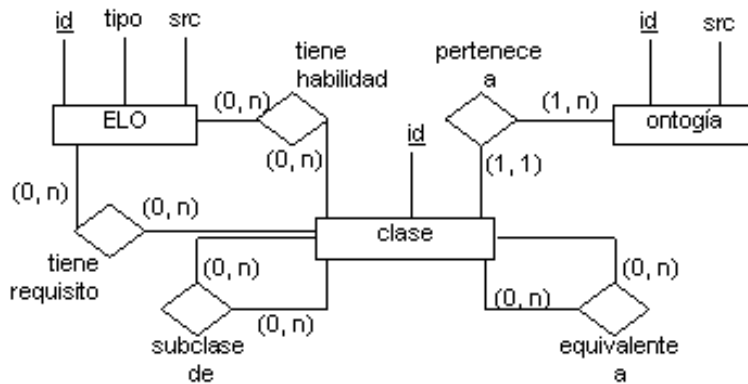 id tipo src
tiene
habilidad
pertenece
a
id src
(0, n)
(1, n)
ELO
ontogía
(0, n)
id
(1, 1)
(0, n)
(0, n)
clase
tiene
requisito
(0, n)
(0, n)
(0, n)
(0, n)
subclase
de
equivalente
a